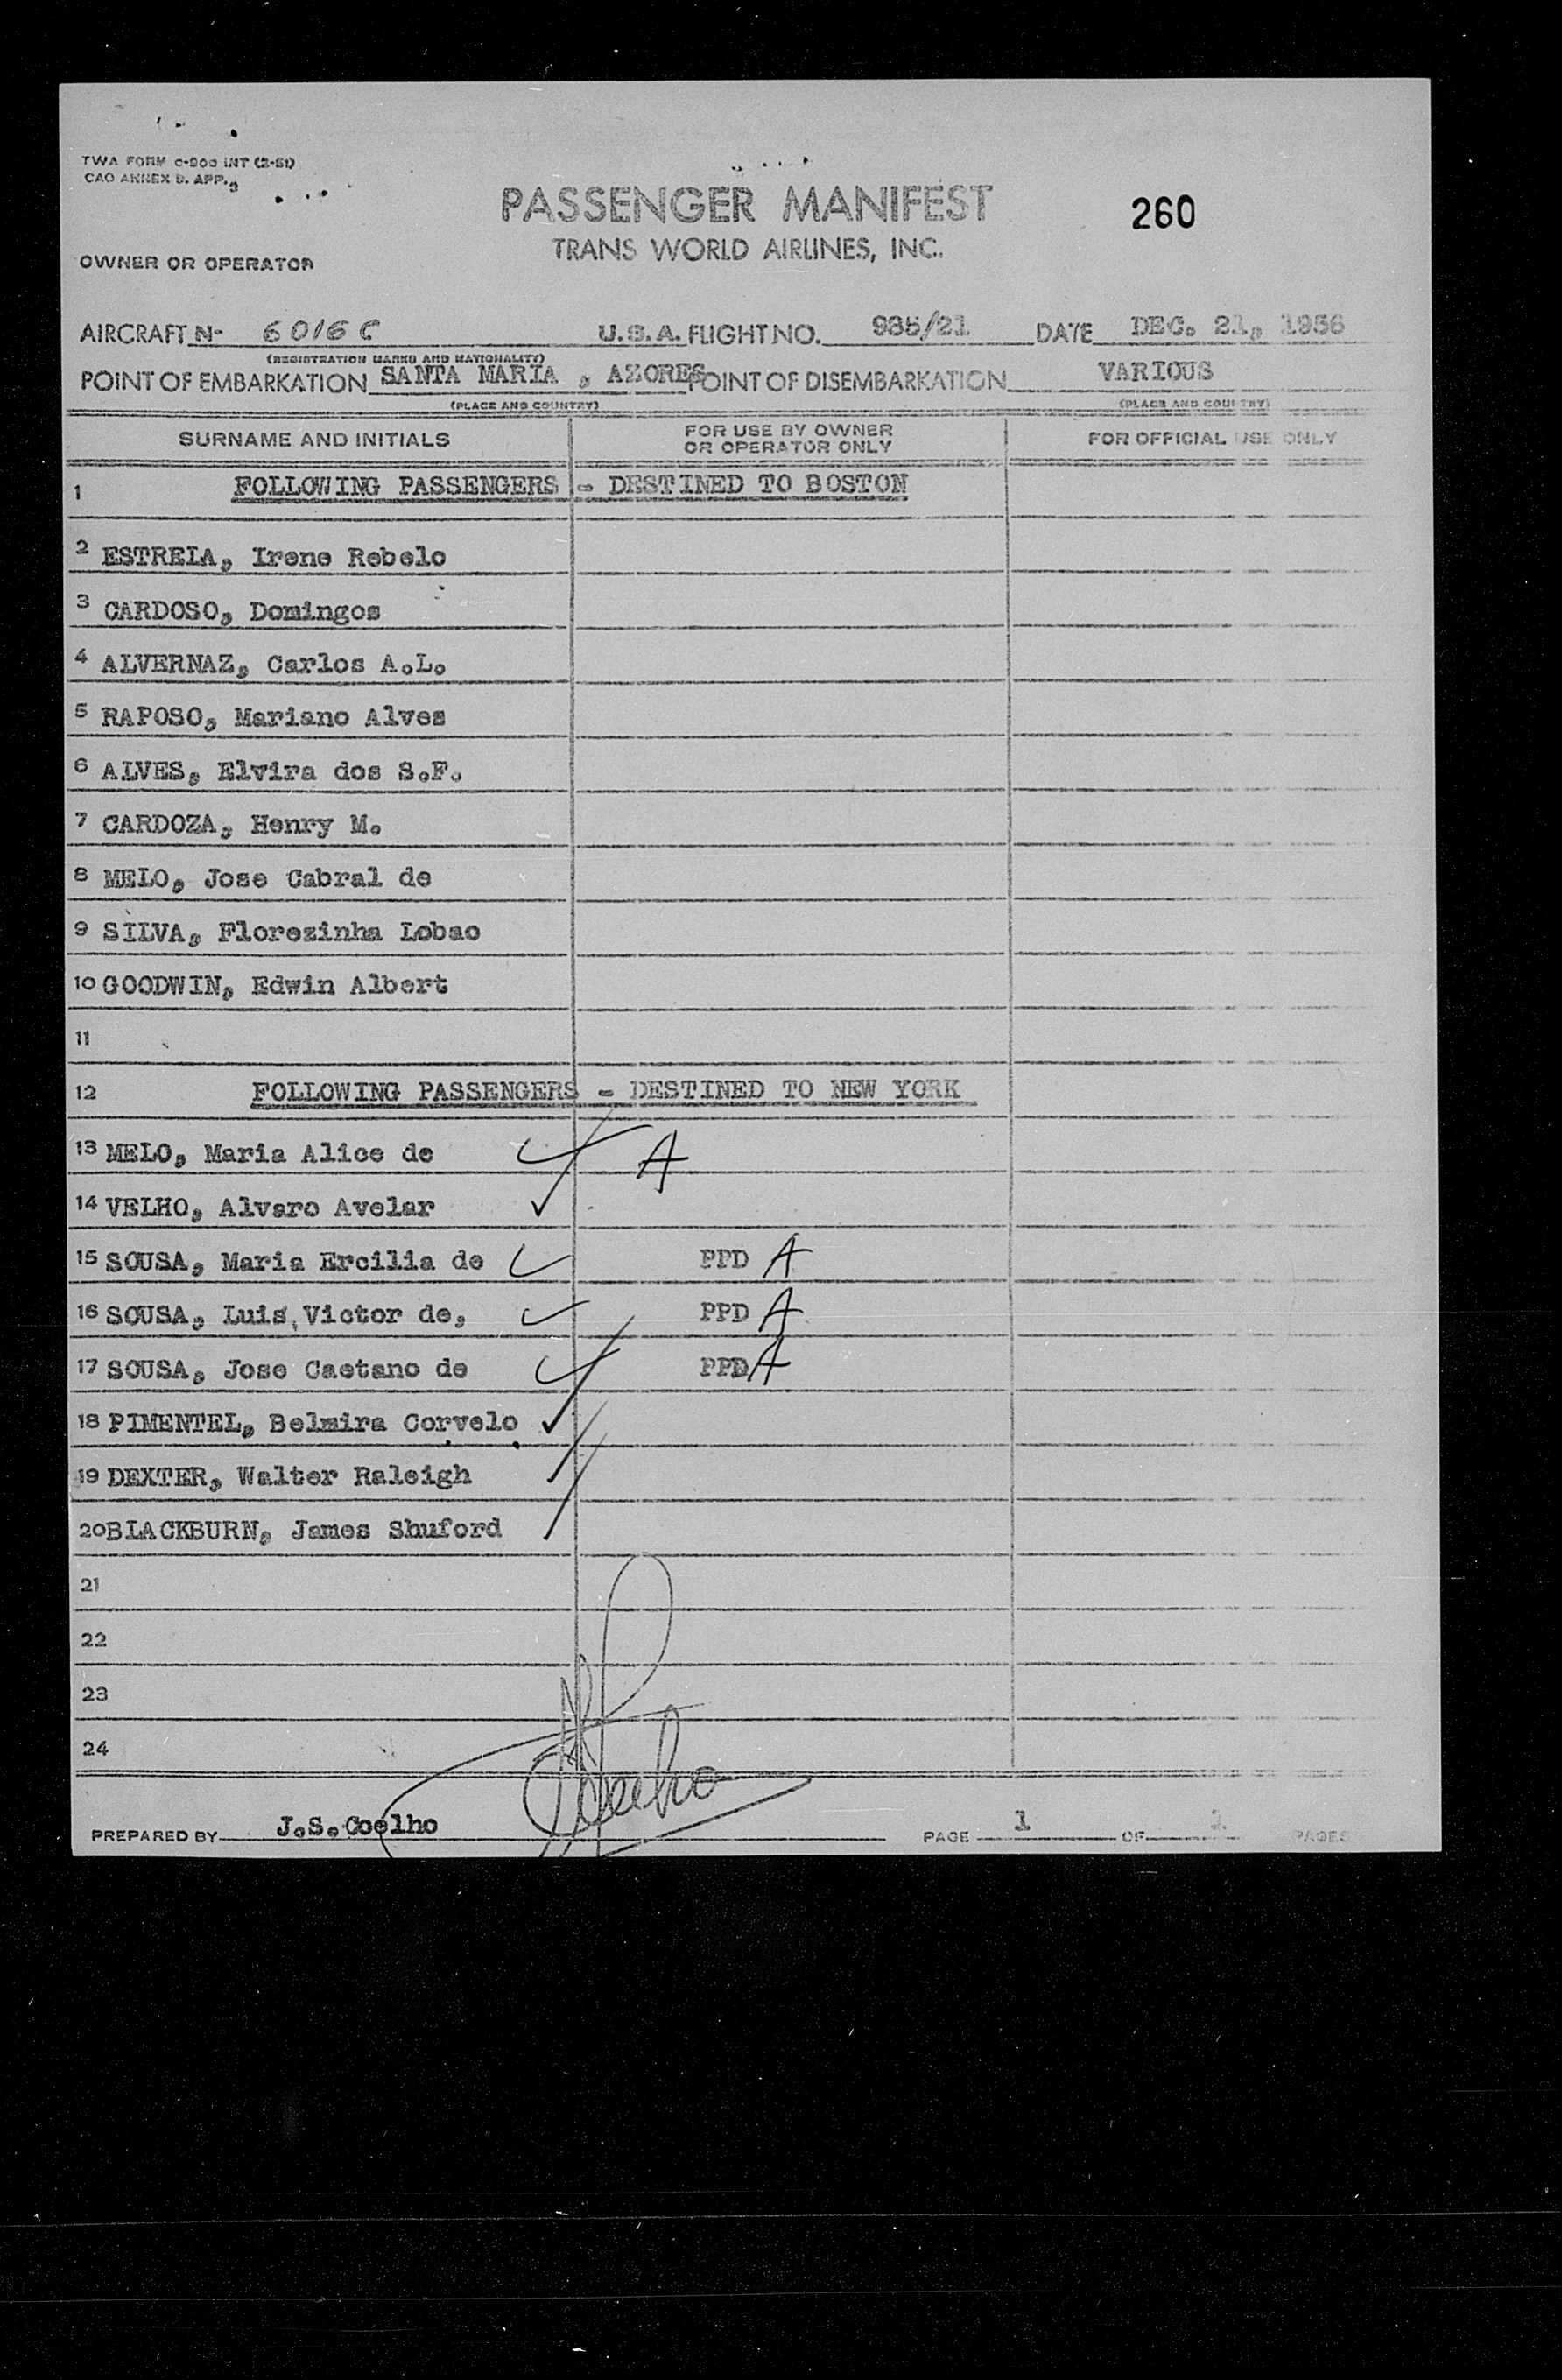 TWA FORM C-900 INT (2-51)
CAO ANNEX 9. APP. 3
PASSENGER MANIFEST
260
TRANS WORLD AIRLINES, INC.
OWNER OR OPERATOR
AIRCRAFT N- 6016C U.S.A. FLIGHT NO. 935/21 DATE DEC. 21, 1956
(REGISTRATION MARKS AND NATIONALITY)
POINT OF EMBARKATION SANTA MARIA , AZORES POINT OF DISEMBARKATION VARIOUS
(PLACE AND COUNTRY) (PLACE AND COUNTRY)
SURNAME AND INITIALS FOR USE BY OWNER OR OPERATOR ONLY FOR OFFICIAL USE ONLY
1 FOLLOWING PASSENGERS - DESTINED TO BOSTON
2 ESTREIA, Irene Rebelo
3 CARDOSO, Domingos
4 ALVERNAZ, Carlos A.L.
5 RAPOSO, Mariano Alves
6 ALVES, Elvira dos S.F.
7 CARDOZA, Henry M.
8 MELO, Jose Cabral de
9 SILVA, Florezinha Lobao
10 GOODWIN, Edwin Albert
11
12 FOLLOWING PASSENGERS - DESTINED TO NEW YORK
13 MELO, Maria Alice de ✓ A
14 VELHO, Alvaro Avelar ✓
15 SOUSA, Maria Ercilia de ✓ PPD A
16 SOUSA, Luis Victor de, ✓ PPD A
17 SOUSA, Jose Caetano de ✓ PPD A
18 PIMENTEL, Belmira Corvelo ✓
19 DEXTER, Walter Raleigh /
20 BLACKBURN, James Shuford /
21
22
23
24
PREPARED BY J.S.Coelho Coelho PAGE 1 OF 1 PAGES